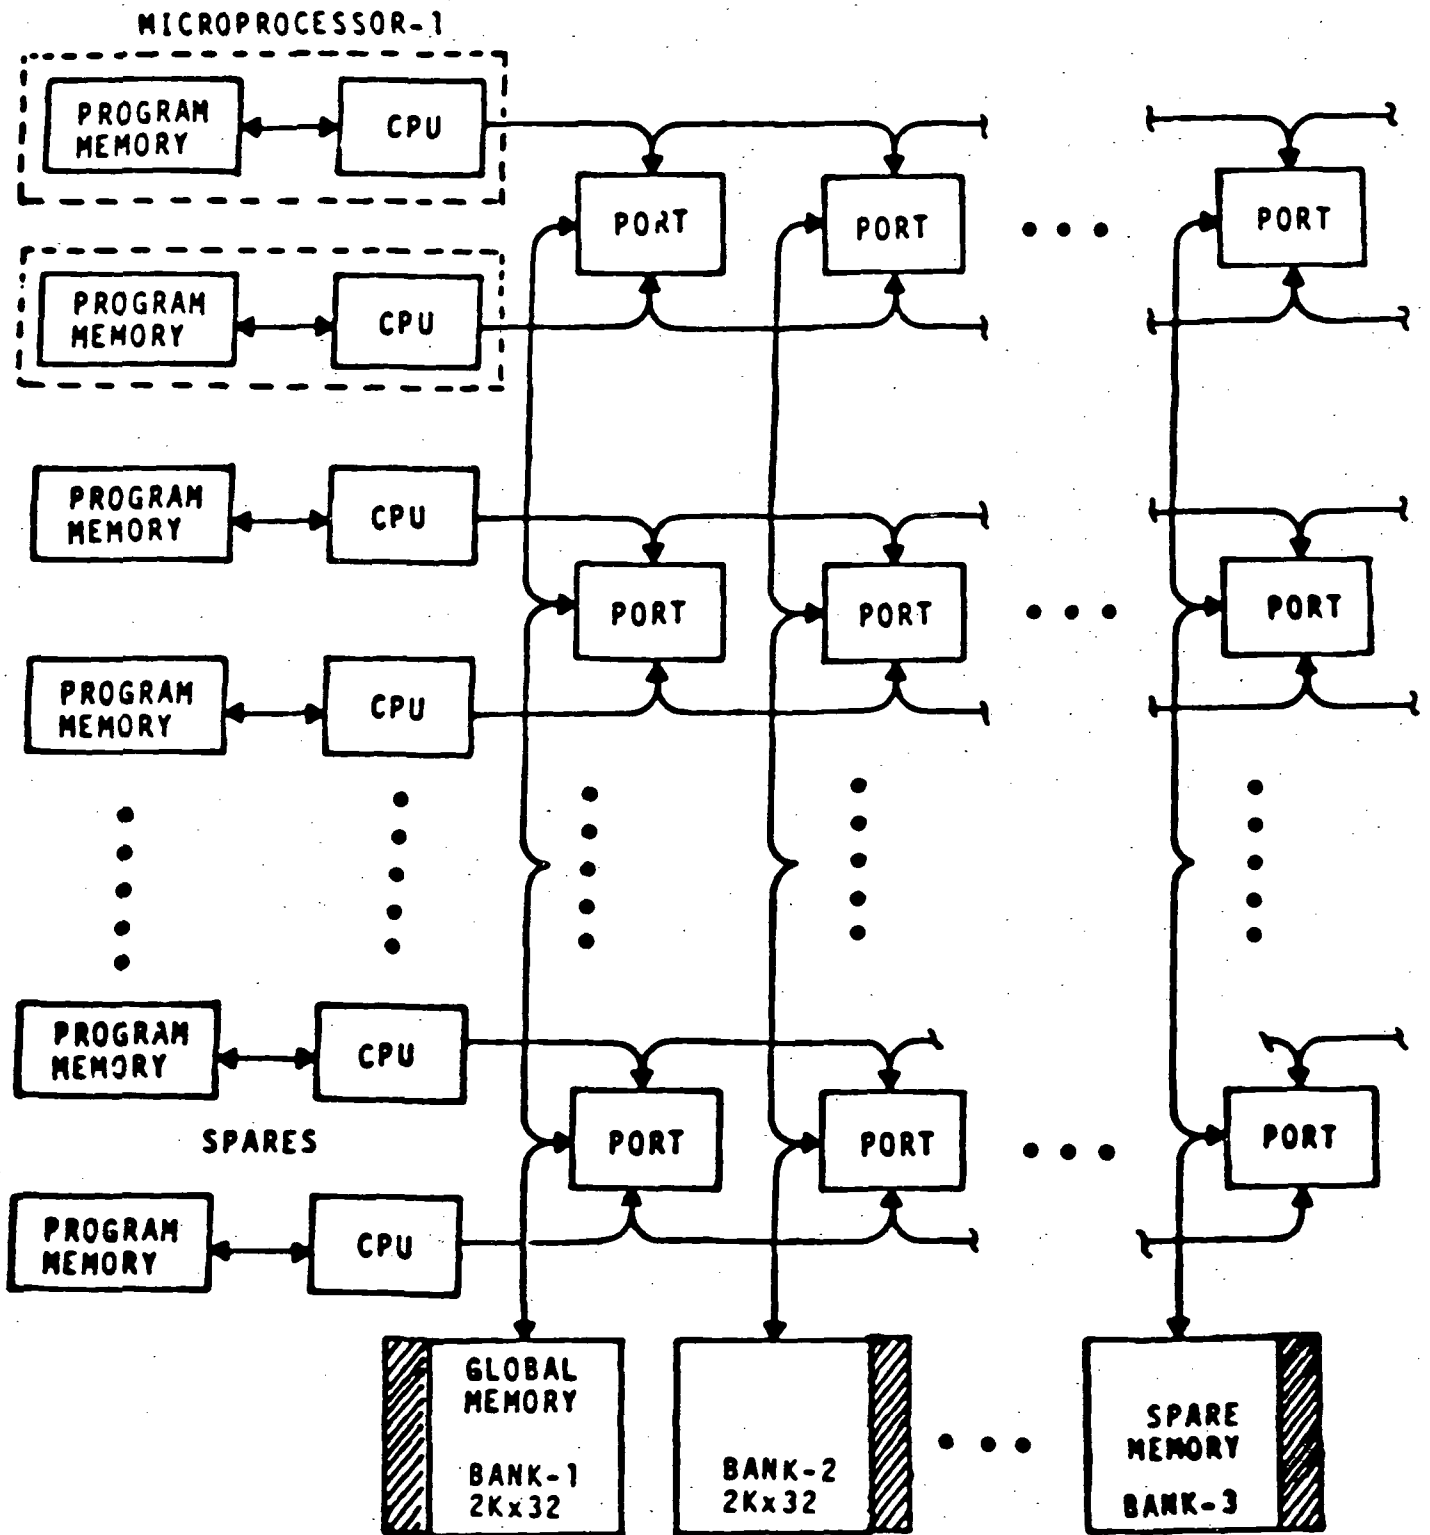 MICROPROCESSOR-1
PROGRAM
MEMORY
CPU
PORT
PORT
PORT
PROGRAM
MEMORY
CPU
PROGRAM
MEMORY
CPU
PORT
PORT
PORT
PROGRAM
MEMORY
CPU
PROGRAM
MEMORY
CPU
PORT
PORT
PORT
SPARES
PROGRAM
MEMORY
CPU
GLOBAL
MEMORY
BANK-1
2Kx32
BANK-2
2Kx32
SPARE
MEMORY
BANK-3